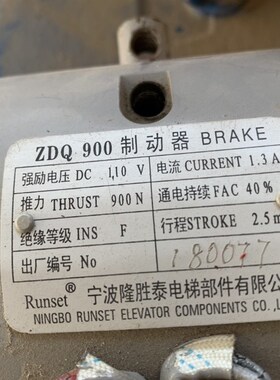 ZDQ 900 制动器 BRAKE
强励电压 DC 110 V 电流 CURRENT 1.3 A
推力 THRUST 900 N 通电持续 FAC 40 %
绝缘等级 INS F 行程STROKE 2.5m
出厂编号 No 180077
Runset® 宁波隆胜泰电梯部件有限公
NINGBO RUNSET ELEVATOR COMPONENTS CO.,L